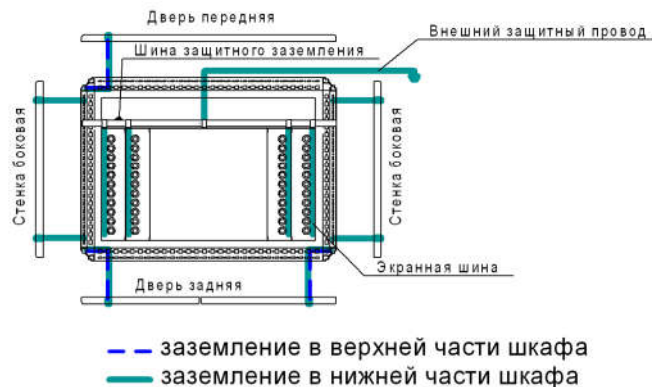 Дверь передняя
Внешний защитный провод
Шина защитного заземления
Стенка боковая
Стенка боковая
Экранная шина
Дверь задняя
заземление в верхней части шкафа
заземление в нижней части шкафа